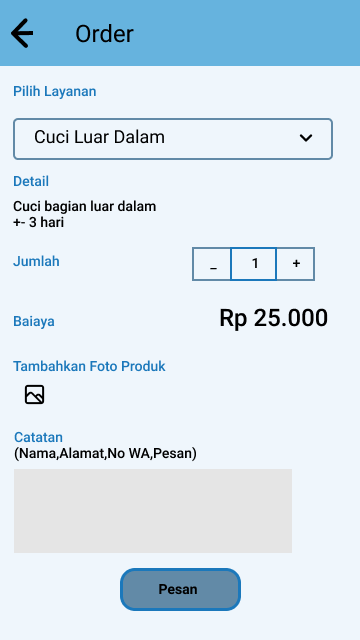 Order
Pilih Layanan
Cuci Luar Dalam
Detail
Cuci bagian luar dalam
+- 3 hari
Jumlah
_ 1 +
Baiaya Rp 25.000
Tambahkan Foto Produk
Catatan
(Nama,Alamat,No WA,Pesan)
Pesan